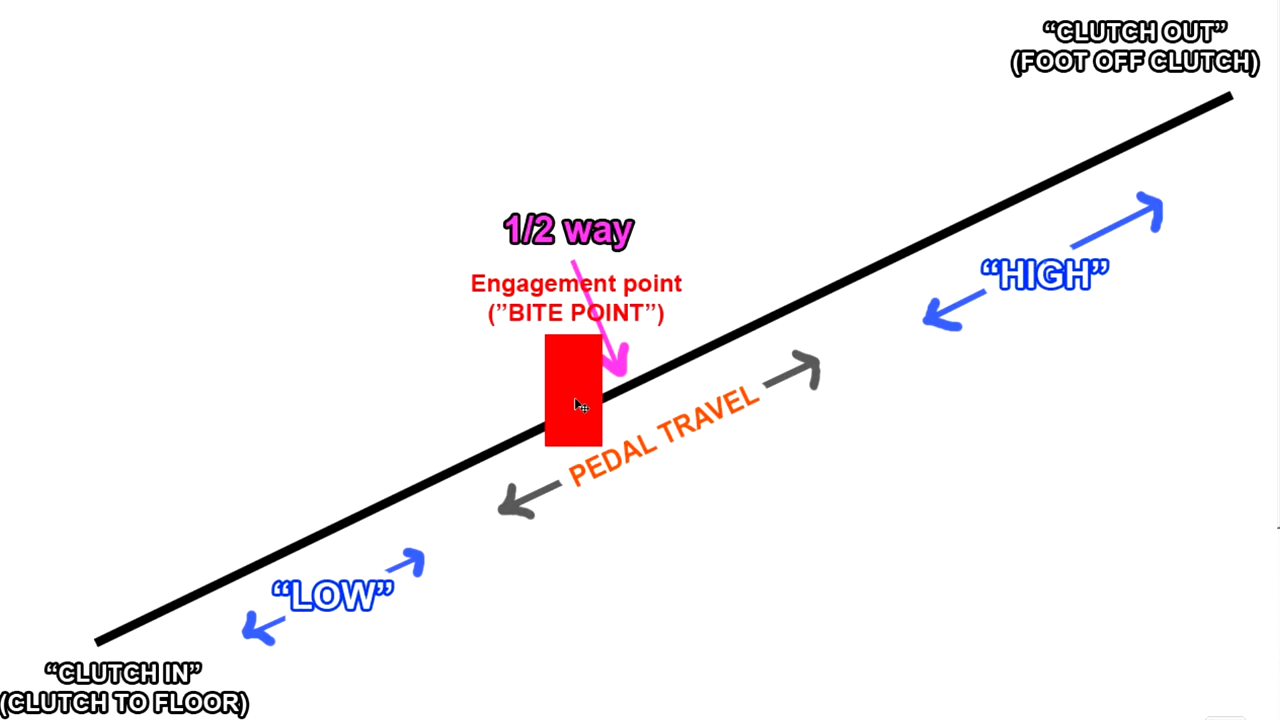 “CLUTCH OUT”
(FOOT OFF CLUTCH)
1/2 way
Engagement point
(”BITE POINT”)
“HIGH”
PEDAL TRAVEL
“LOW”
“CLUTCH IN”
(CLUTCH TO FLOOR)